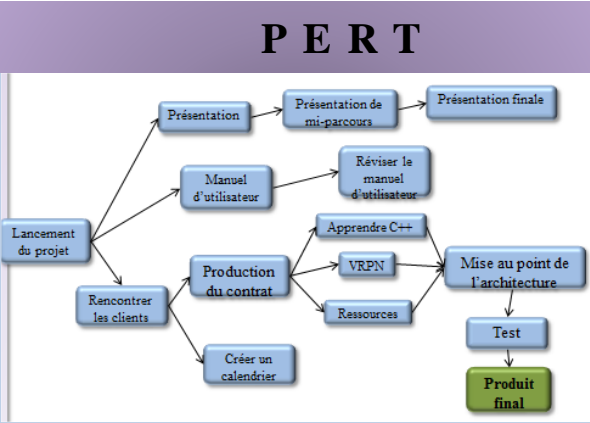 P E R T
Présentation
Présentation de
mi-parcours
Présentation finale
Manuel
d'utilisateur
Réviser le
manuel
d'utilisateur
Lancement
du projet
Rencontrer
les clients
Production
du contrat
Créer un
calendrier
Apprendre C++
VRPN
Ressources
Mise au point de
l'architecture
Test
Produit
final